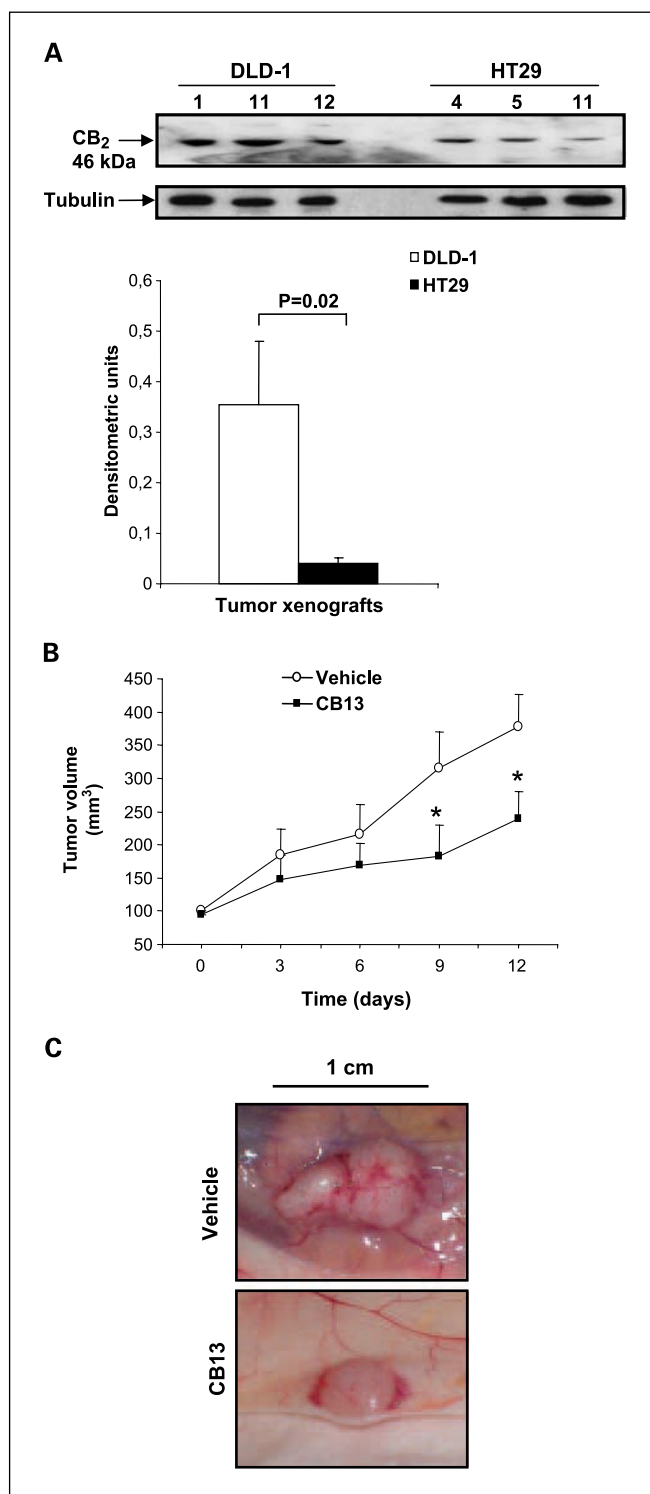 A
DLD-1 HT29
1 11 12 4 5 11
CB2
46 kDa
Tubulin
DLD-1
HT29
0,6
P=0.02
0,5
0,4
0,3
0,2
0,1
0
Densitometric units
Tumor xenografts
B
Vehicle
CB13
450
400
350
300
250
200
150
100
50
* *
Tumor volume
(mm3)
0 3 6 9 12
Time (days)
C
1 cm
Vehicle
CB13